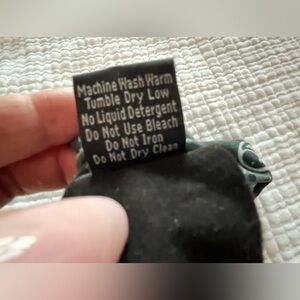 Machine Wash Warm
Tumble Dry Low
No Liquid Detergent
Do Not Use Bleach
Do Not Iron
Do Not Dry Clean